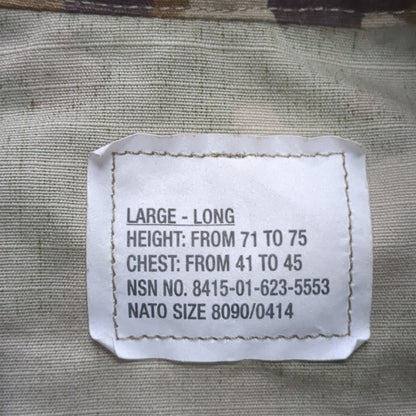 LARGE - LONG
HEIGHT: FROM 71 TO 75
CHEST: FROM 41 TO 45
NSN NO. 8415-01-623-5553
NATO SIZE 8090/0414